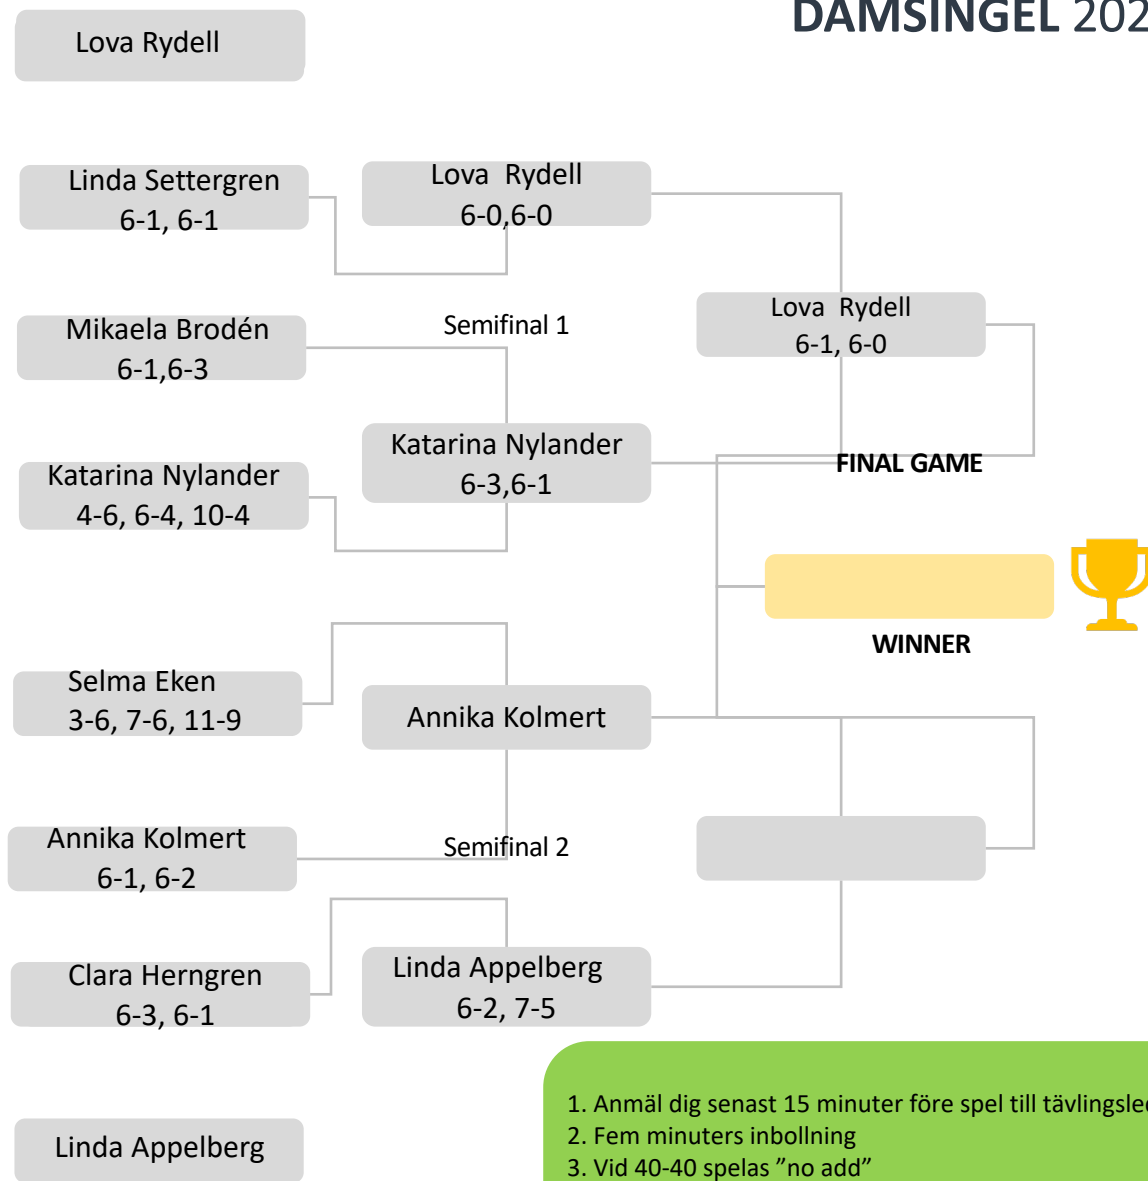 DAMSINGEL 202
Lova Rydell
Linda Settergren
6-1, 6-1
Mikaela Brodén
6-1,6-3
Katarina Nylander
4-6, 6-4, 10-4
Selma Eken
3-6, 7-6, 11-9
Annika Kolmert
6-1, 6-2
Clara Herngren
6-3, 6-1
Linda Appelberg
Lova Rydell
6-0,6-0
Semifinal 1
Katarina Nylander
6-3,6-1
Annika Kolmert
Semifinal 2
Linda Appelberg
6-2, 7-5
Lova Rydell
6-1, 6-0
FINAL GAME
WINNER
1. Anmäl dig senast 15 minuter före spel till tävlingsled
2. Fem minuters inbollning
3. Vid 40-40 spelas ”no add”